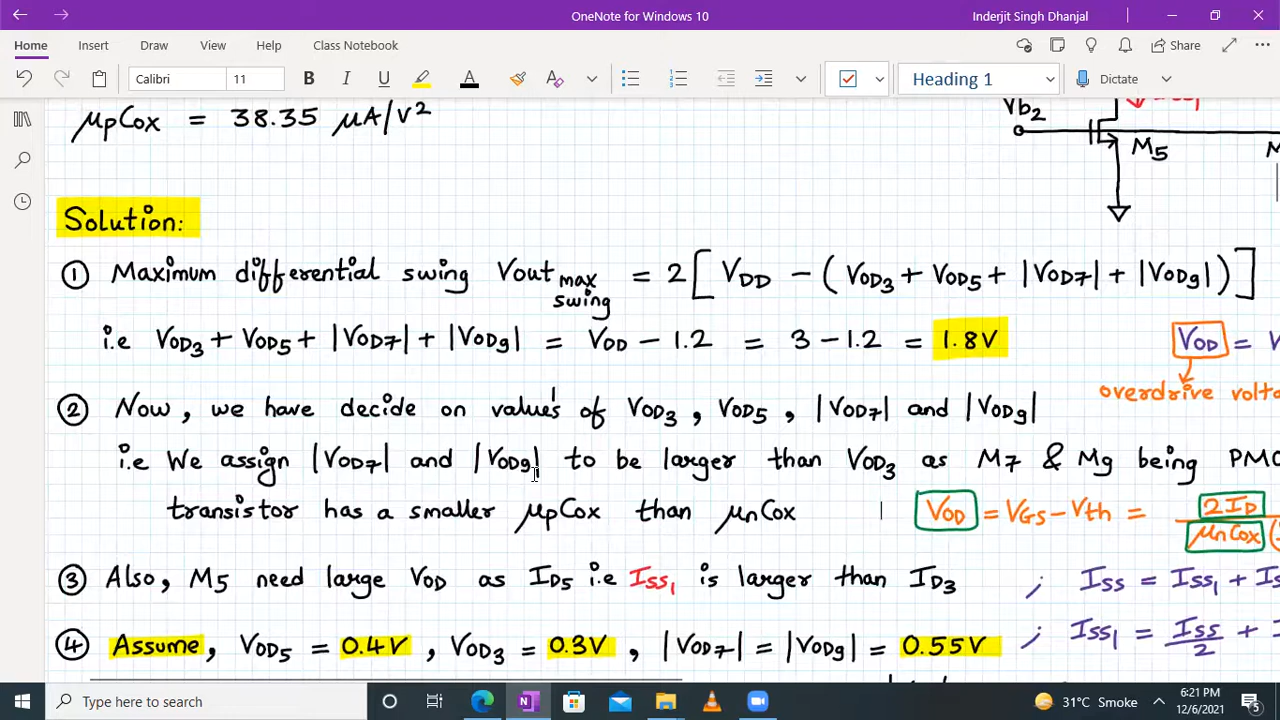 OneNote for Windows 10
Inderjit Singh Dhanjal
Home Insert Draw View Help Class Notebook Share
Calibri 11 B I U A Heading 1 Dictate
μpCox = 38.35 μA/V²
Vb2
M5
Solution:
① Maximum differential swing Vout max swing = 2[VDD - (VOD3 + VOD5 + |VOD7| + |VOD9|)]
i.e VOD3 + VOD5 + |VOD7| + |VOD9| = VDD - 1.2 = 3 - 1.2 = 1.8V
VOD =
overdrive volta
② Now, we have decide on values of VOD3, VOD5, |VOD7| and |VOD9|
i.e We assign |VOD7| and |VOD9| to be larger than VOD3 as M7 & M9 being PMO
transistor has a smaller μpCox than μnCox
VOD = VGS - Vth = 2ID μnCox
③ Also, M5 need large VOD as ID5 i.e ISS1 is larger than ID3 ; ISS = ISS1 +
④ Assume, VOD5 = 0.4V, VOD3 = 0.3V, |VOD7| = |VOD9| = 0.55V ; ISS1 = ISS/2 +
Type here to search
31°C Smoke
6:21 PM
12/6/2021
5